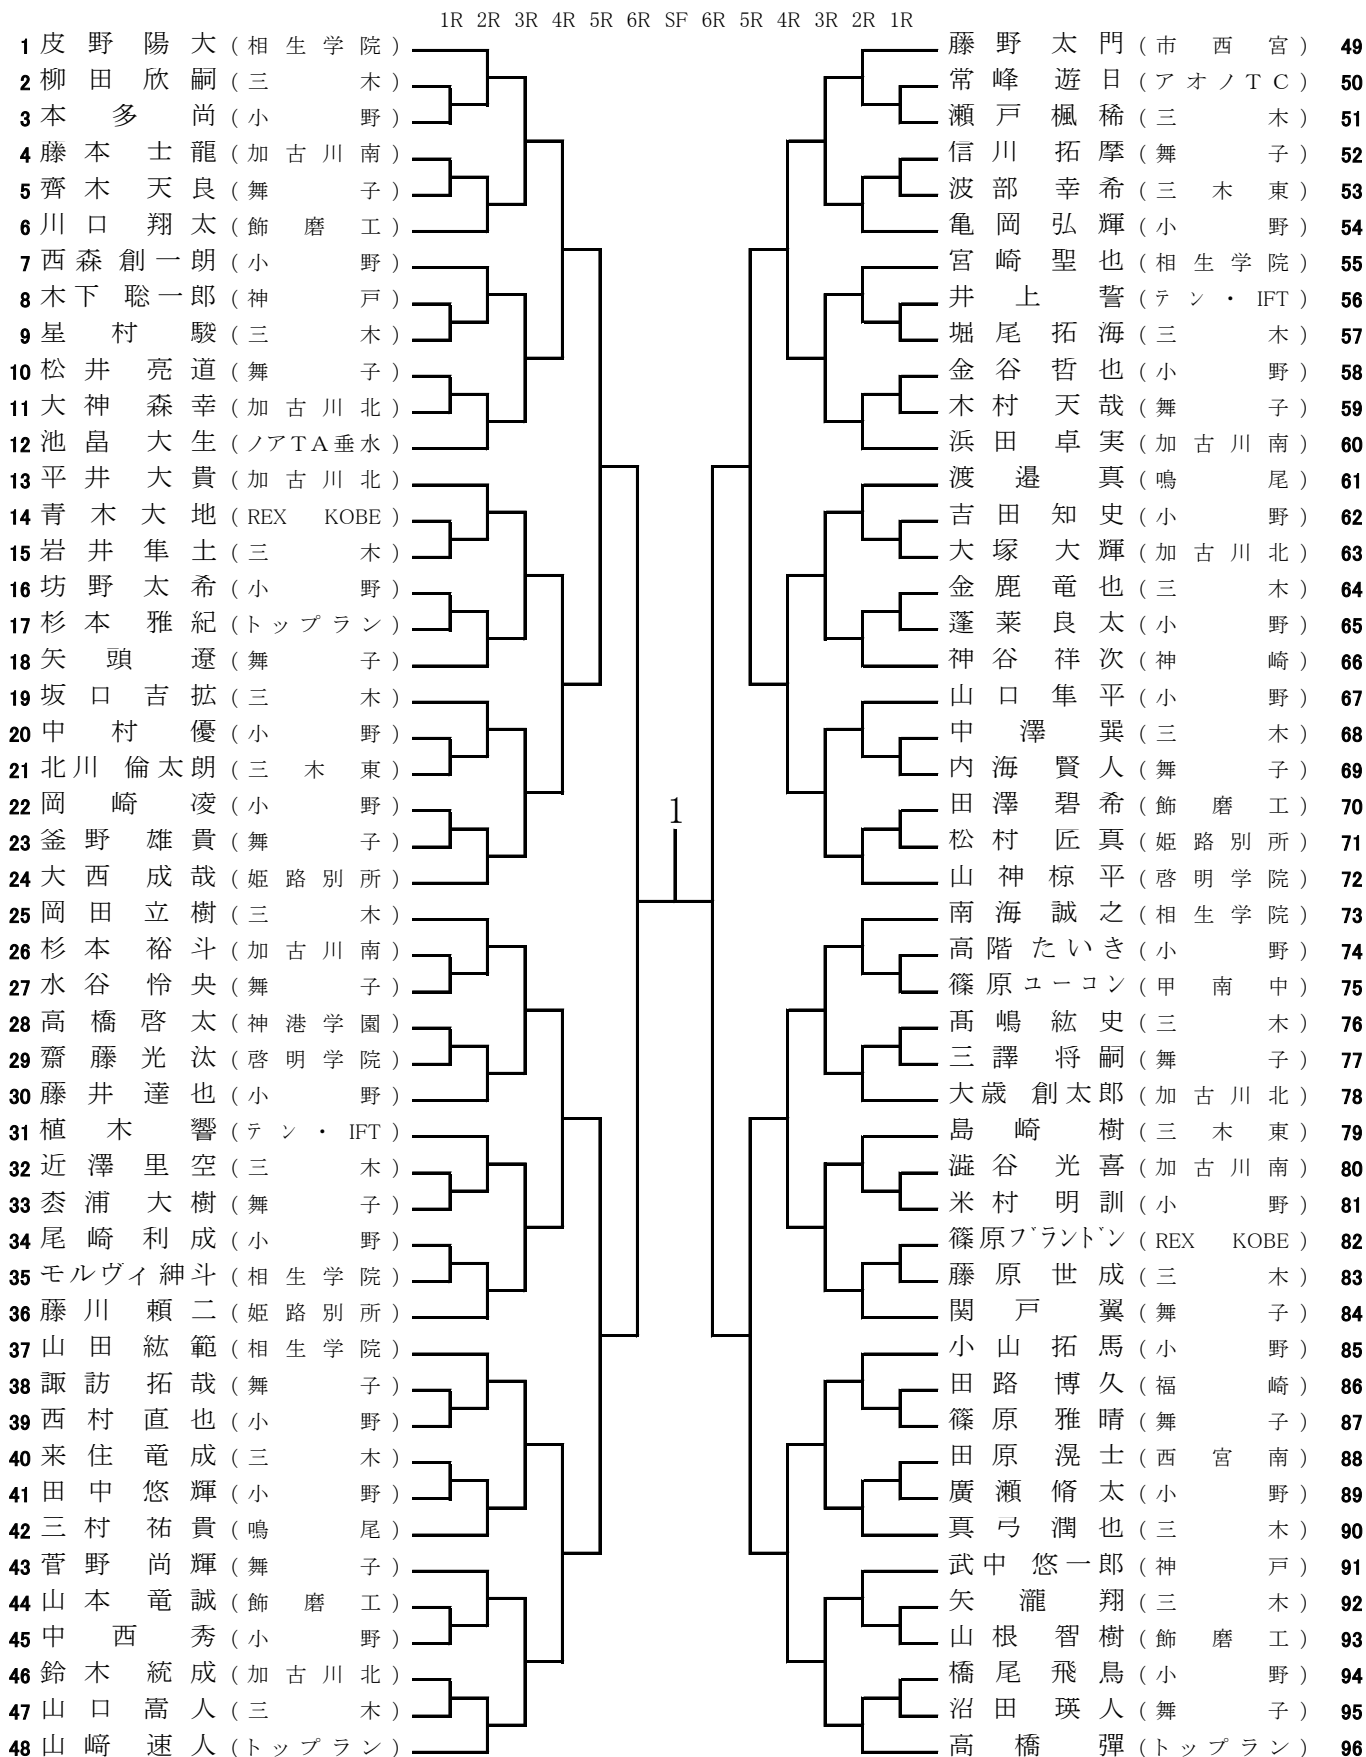 1R 2R 3R 4R 5R 6R SF 6R 5R 4R 3R 2R 1R
1 皮野 陽大 (相生学院)
2 柳田欣嗣 (三木)
3 本多尚 (小野)
4 藤本士龍 (加古川南)
5 齊木天良 (舞子)
6 川口翔太 (飾磨工)
7 西森創一朗 (小野)
8 木下聡一郎 (神戸)
9 星村駿 (三木)
10 松井亮道 (舞子)
11 大神森幸 (加古川北)
12 池畠大生 (ノアTA垂水)
13 平井大貴 (加古川北)
14 青木大地 (REX KOBE)
15 岩井隼士 (三木)
16 坊野太希 (小野)
17 杉本雅紀 (トップラン)
18 矢頭遼 (舞子)
19 坂口吉拡 (三木)
20 中村優 (小野)
21 北川倫太朗 (三木東)
22 岡崎凌 (小野)
23 釜野雄貴 (舞子)
24 大西成哉 (姫路別所)
25 岡田立樹 (三木)
26 杉本裕斗 (加古川南)
27 水谷怜央 (舞子)
28 高橋啓太 (神港学園)
29 齋藤光汰 (啓明学院)
30 藤井達也 (小野)
31 植木響 (テン・IFT)
32 近澤里空 (三木)
33 枩浦大樹 (舞子)
34 尾崎利成 (小野)
35 モルヴィ紳斗 (相生学院)
36 藤川頼二 (姫路別所)
37 山田紘範 (相生学院)
38 諏訪拓哉 (舞子)
39 西村直也 (小野)
40 来住竜成 (三木)
41 田中悠輝 (小野)
42 三村祐貴 (鳴尾)
43 菅野尚輝 (舞子)
44 山本竜誠 (飾磨工)
45 中西秀 (小野)
46 鈴木統成 (加古川北)
47 山口嵩人 (三木)
48 山﨑速人 (トップラン)
1
藤野太門 (市西宮) 49
常峰遊日 (アオノTC) 50
瀬戸楓稀 (三木) 51
信川拓摩 (舞子) 52
波部幸希 (三木東) 53
亀岡弘輝 (小野) 54
宮崎聖也 (相生学院) 55
井上誓 (テン・IFT) 56
堀尾拓海 (三木) 57
金谷哲也 (小野) 58
木村天哉 (舞子) 59
浜田卓実 (加古川南) 60
渡邉真 (鳴尾) 61
吉田知史 (小野) 62
大塚大輝 (加古川北) 63
金鹿竜也 (三木) 64
蓬莱良太 (小野) 65
神谷祥次 (神崎) 66
山口隼平 (小野) 67
中澤巽 (三木) 68
内海賢人 (舞子) 69
田澤碧希 (飾磨工) 70
松村匠真 (姫路別所) 71
山神椋平 (啓明学院) 72
南海誠之 (相生学院) 73
高階たいき (小野) 74
篠原ユーコン (甲南中) 75
髙嶋紘史 (三木) 76
三譯将嗣 (舞子) 77
大歳創太郎 (加古川北) 78
島崎樹 (三木東) 79
澁谷光喜 (加古川南) 80
米村明訓 (小野) 81
篠原ブランドン (REX KOBE) 82
藤原世成 (三木) 83
関戸翼 (舞子) 84
小山拓馬 (小野) 85
田路博久 (福崎) 86
篠原雅晴 (舞子) 87
田原滉士 (西宮南) 88
廣瀬脩太 (小野) 89
真弓潤也 (三木) 90
武中悠一郎 (神戸) 91
矢瀧翔 (三木) 92
山根智樹 (飾磨工) 93
橋尾飛鳥 (小野) 94
沼田瑛人 (舞子) 95
高橋彈 (トップラン) 96